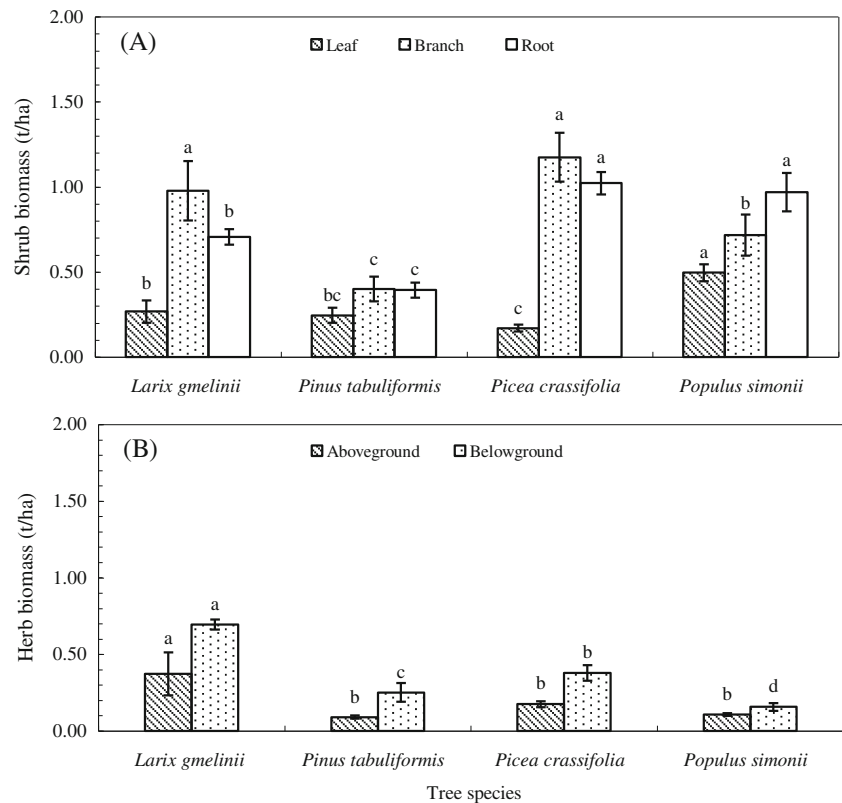 (A)
Leaf Branch Root
2.00
1.50
1.00
0.50
0.00
Shrub biomass (t/ha)
b a b
bc c c
c a a
a b a
Larix gmelinii Pinus tabuliformis Picea crassifolia Populus simonii
(B)
Aboveground Belowground
2.00
1.50
1.00
0.50
0.00
Herb biomass (t/ha)
a a
b c
b b
b d
Larix gmelinii Pinus tabuliformis Picea crassifolia Populus simonii
Tree species